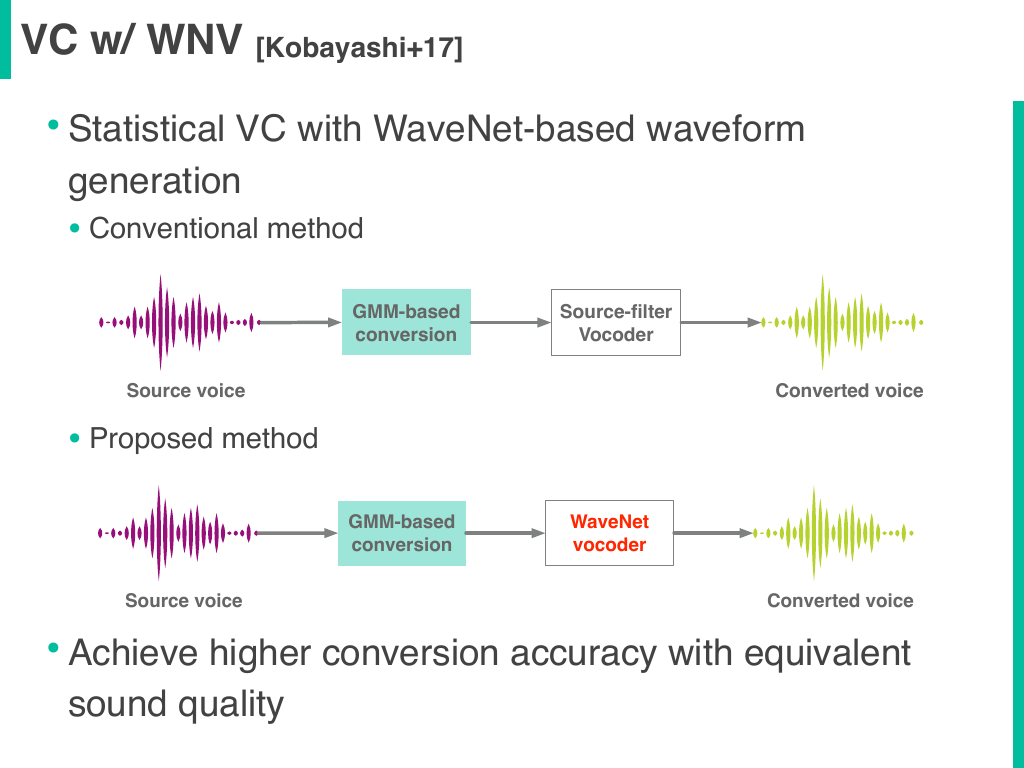 VC w/ WNV [Kobayashi+17]
• Statistical VC with WaveNet-based waveform
generation
• Conventional method
GMM-based
conversion
Source-filter
Vocoder
Source voice
Converted voice
• Proposed method
GMM-based
conversion
WaveNet
vocoder
Source voice
Converted voice
• Achieve higher conversion accuracy with equivalent
sound quality